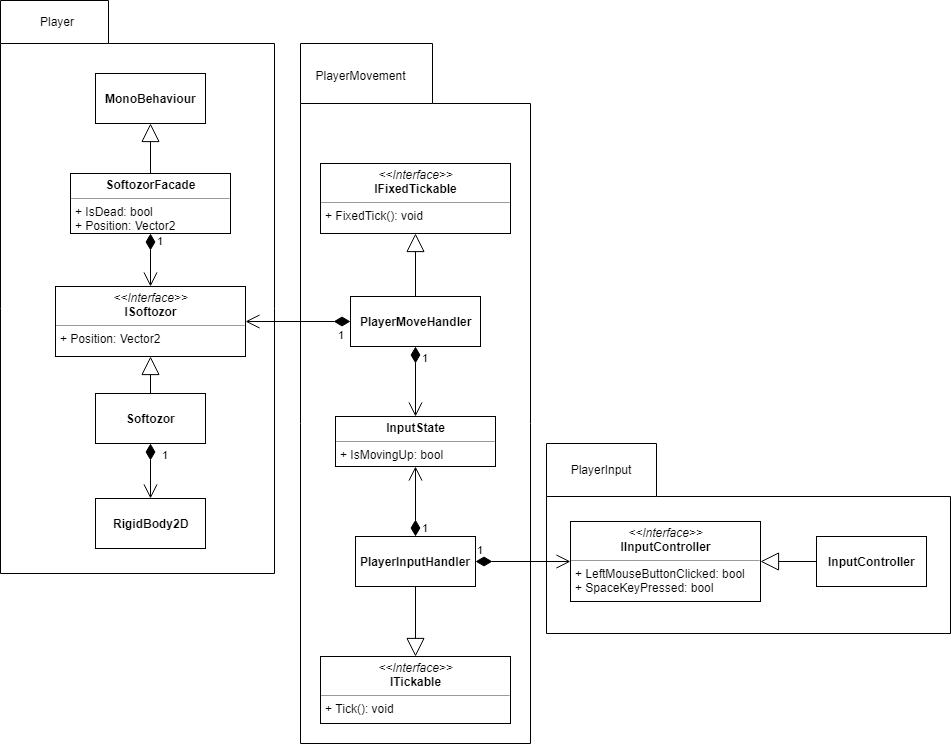 Player
MonoBehaviour
SoftozorFacade
+ IsDead: bool
+ Position: Vector2
1
<<Interface>>
ISoftozor
+ Position: Vector2
Softozor
1
RigidBody2D
PlayerMovement
<<Interface>>
IFixedTickable
+ FixedTick(): void
PlayerMoveHandler
1
1
InputState
+ IsMovingUp: bool
1
PlayerInputHandler
1
<<Interface>>
ITickable
+ Tick(): void
PlayerInput
<<Interface>>
IInputController
+ LeftMouseButtonClicked: bool
+ SpaceKeyPressed: bool
InputController